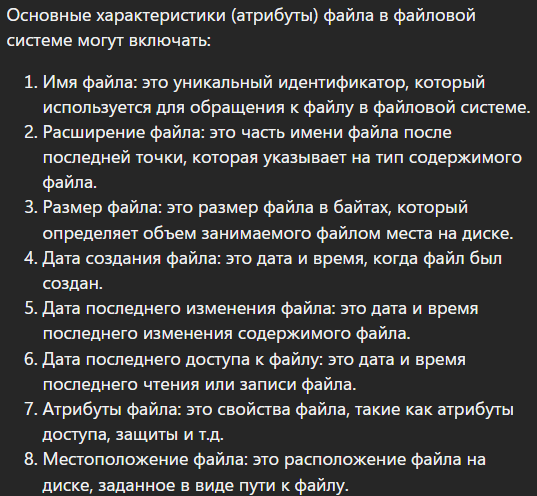 Основные характеристики (атрибуты) файла в файловой
системе могут включать:
1. Имя файла: это уникальный идентификатор, который
используется для обращения к файлу в файловой системе.
2. Расширение файла: это часть имени файла после
последней точки, которая указывает на тип содержимого
файла.
3. Размер файла: это размер файла в байтах, который
определяет объем занимаемого файлом места на диске.
4. Дата создания файла: это дата и время, когда файл был
создан.
5. Дата последнего изменения файла: это дата и время
последнего изменения содержимого файла.
6. Дата последнего доступа к файлу: это дата и время
последнего чтения или записи файла.
7. Атрибуты файла: это свойства файла, такие как атрибуты
доступа, защиты и т.д.
8. Местоположение файла: это расположение файла на
диске, заданное в виде пути к файлу.